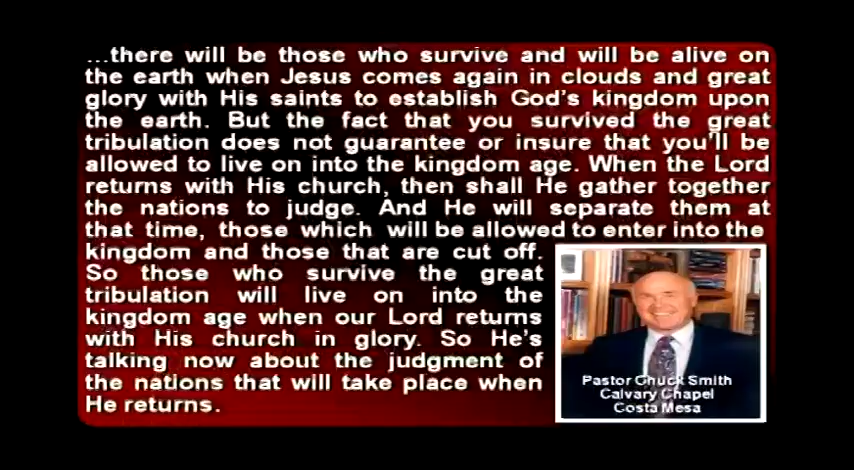 ...there will be those who survive and will be alive on
the earth when Jesus comes again in clouds and great
glory with His saints to establish God's kingdom upon
the earth. But the fact that you survived the great
tribulation does not guarantee or insure that you'll be
allowed to live on into the kingdom age. When the Lord
returns with His church, then shall He gather together
the nations to judge. And He will separate them at
that time, those which will be allowed to enter into the
kingdom and those that are cut off.
So those who survive the great
tribulation will live on into the
kingdom age when our Lord returns
with His church in glory. So He's
talking now about the judgment of
the nations that will take place when
He returns.
Pastor Chuck Smith
Calvary Chapel
Costa Mesa